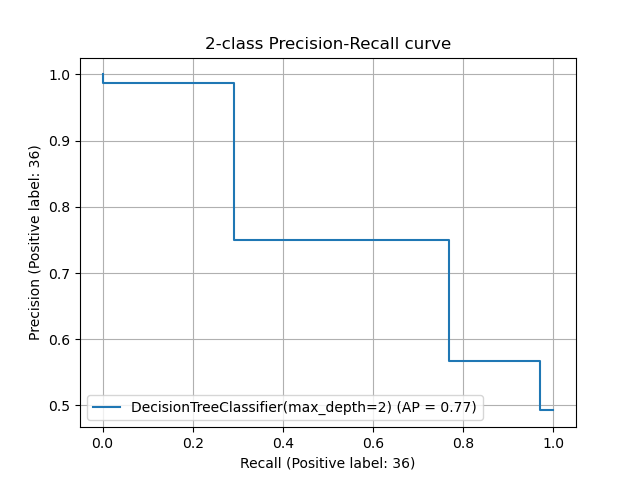 2-class Precision-Recall curve
Precision (Positive label: 36)
1.0
0.9
0.8
0.7
0.6
0.5
DecisionTreeClassifier(max_depth=2) (AP = 0.77)
0.0 0.2 0.4 0.6 0.8 1.0
Recall (Positive label: 36)